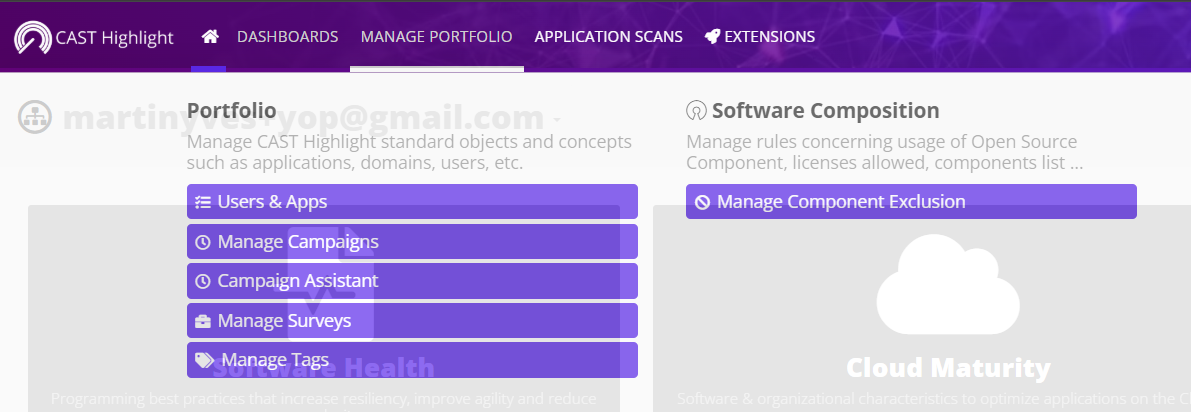 CAST Highlight
DASHBOARDS
MANAGE PORTFOLIO
APPLICATION SCANS
EXTENSIONS
martinyves+yop@gmail.com
Portfolio
Manage CAST Highlight standard objects and concepts
such as applications, domains, users, etc.
Users & Apps
Manage Campaigns
Campaign Assistant
Manage Surveys
Manage Tags
Software Composition
Manage rules concerning usage of Open Source
Component, licenses allowed, components list ...
Manage Component Exclusion
Software Health
Programming best practices that increase resiliency, improve agility and reduce
Cloud Maturity
Software & organizational characteristics to optimize applications on the